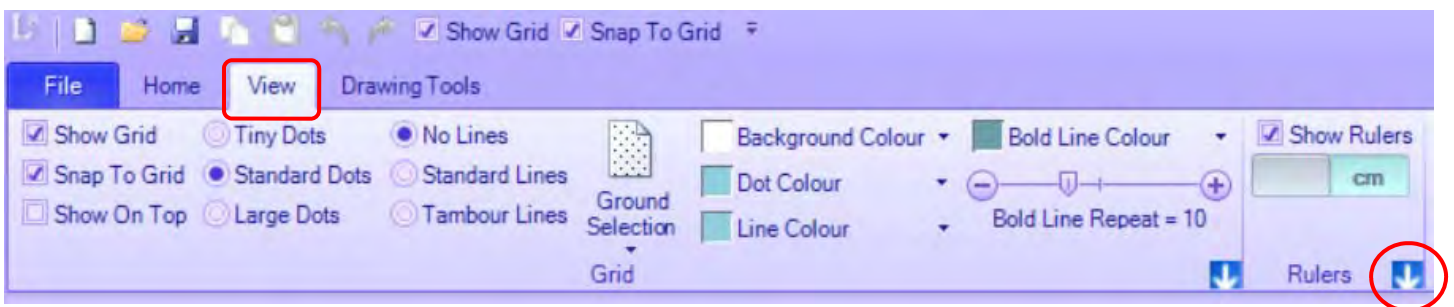 Show Grid Snap To Grid
File Home View Drawing Tools
Show Grid Tiny Dots No Lines Background Colour Bold Line Colour Show Rulers
Snap To Grid Standard Dots Standard Lines Dot Colour cm
Show On Top Large Dots Tambour Lines Ground Selection Line Colour Bold Line Repeat = 10
Grid Rulers